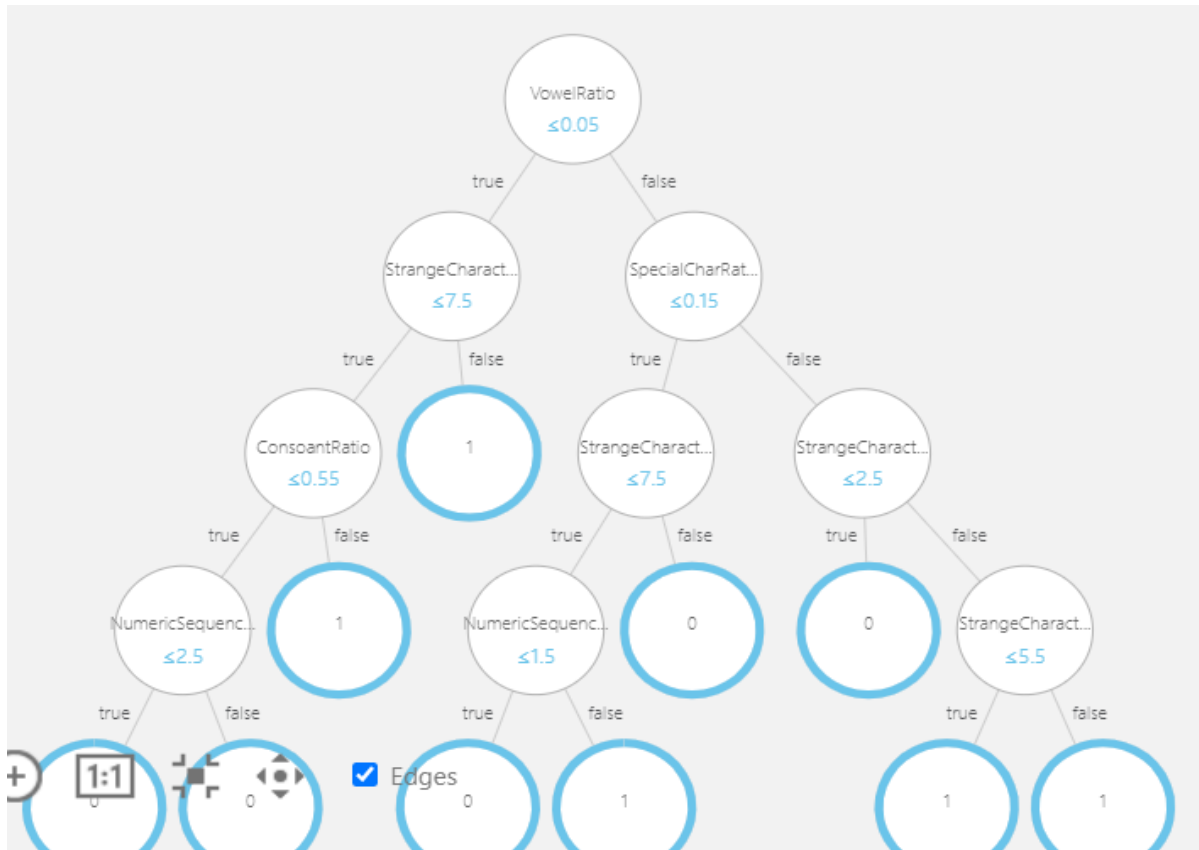 VowelRatio
≤0.05
true
false
StrangeCharact...
≤7.5
SpecialCharRat...
≤0.15
true
false
true
false
ConsoantRatio
≤0.55
1
StrangeCharact...
≤7.5
StrangeCharact...
≤2.5
true
false
true
false
true
false
NumericSequenc...
≤2.5
1
NumericSequenc...
≤1.5
0
0
StrangeCharact...
≤5.5
true
false
true
false
true
false
1:1
Edges
0
0
0
1
1
1